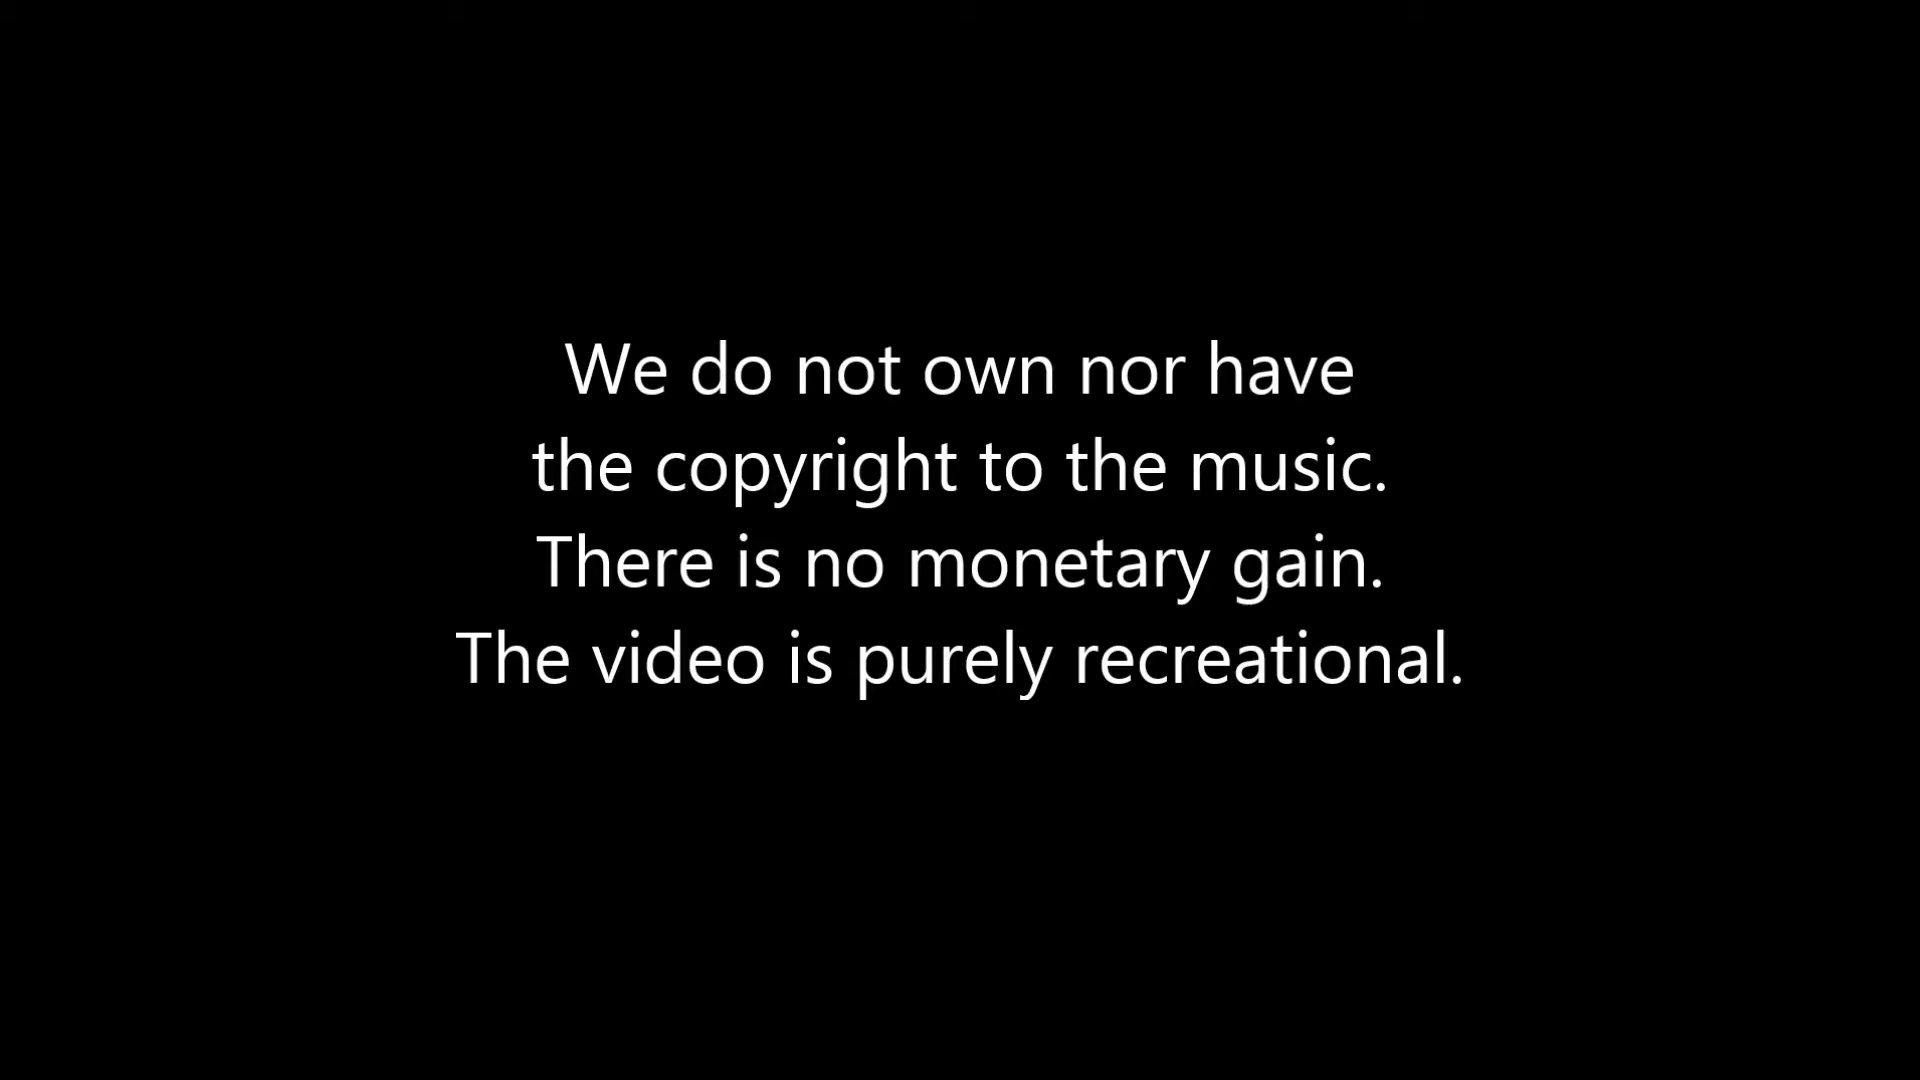 We do not own nor have
the copyright to the music.
There is no monetary gain.
The video is purely recreational.